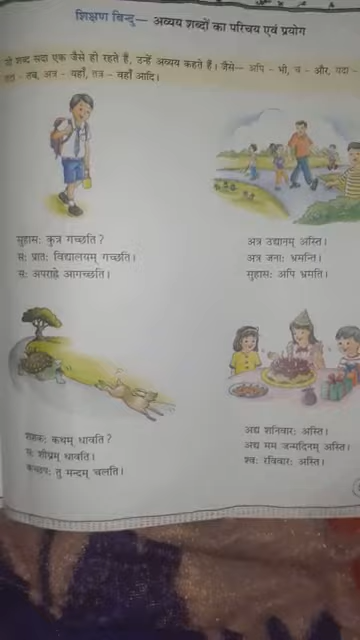 शिक्षण बिन्दु— अव्यय शब्दों का परिचय एवं प्रयोग
जो शब्द सदा एक जैसे ही रहते हैं, उन्हें अव्यय कहते हैं। जैसे— अपि - भी, च - और, यदा -
तदा - तब, अत्र - यहाँ, तत्र - वहाँ आदि।
सुहासः कुत्र गच्छति?
सः प्रातः विद्यालयम् गच्छति।
सः अपराह्ने आगच्छति।
अत्र उद्यानम् अस्ति।
अत्र जनाः भ्रमन्ति।
सुहासः अपि भ्रमति।
शशकः कथम् धावति?
सः शीघ्रम् धावति।
कच्छपः तु मन्दम् चलति।
अद्य शनिवारः अस्ति।
अद्य मम जन्मदिनम् अस्ति।
श्वः रविवारः अस्ति।